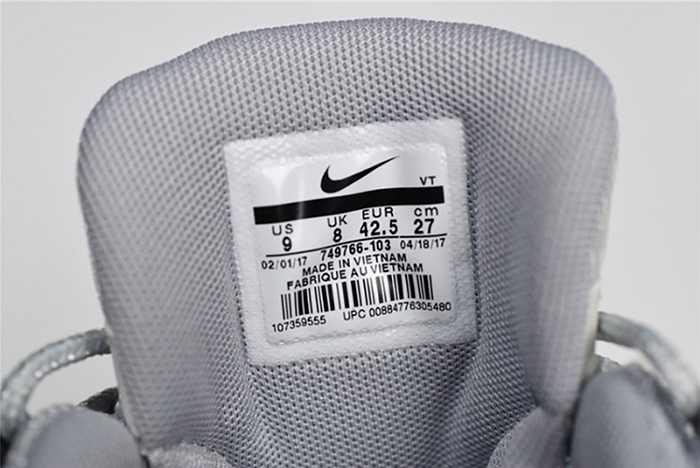 VT
US UK EUR cm
9 8 42.5 27
02/01/17 749766-103 04/18/17
MADE IN VIETNAM
FABRIQUE AU VIETNAM
107359555 UPC 00884776305480